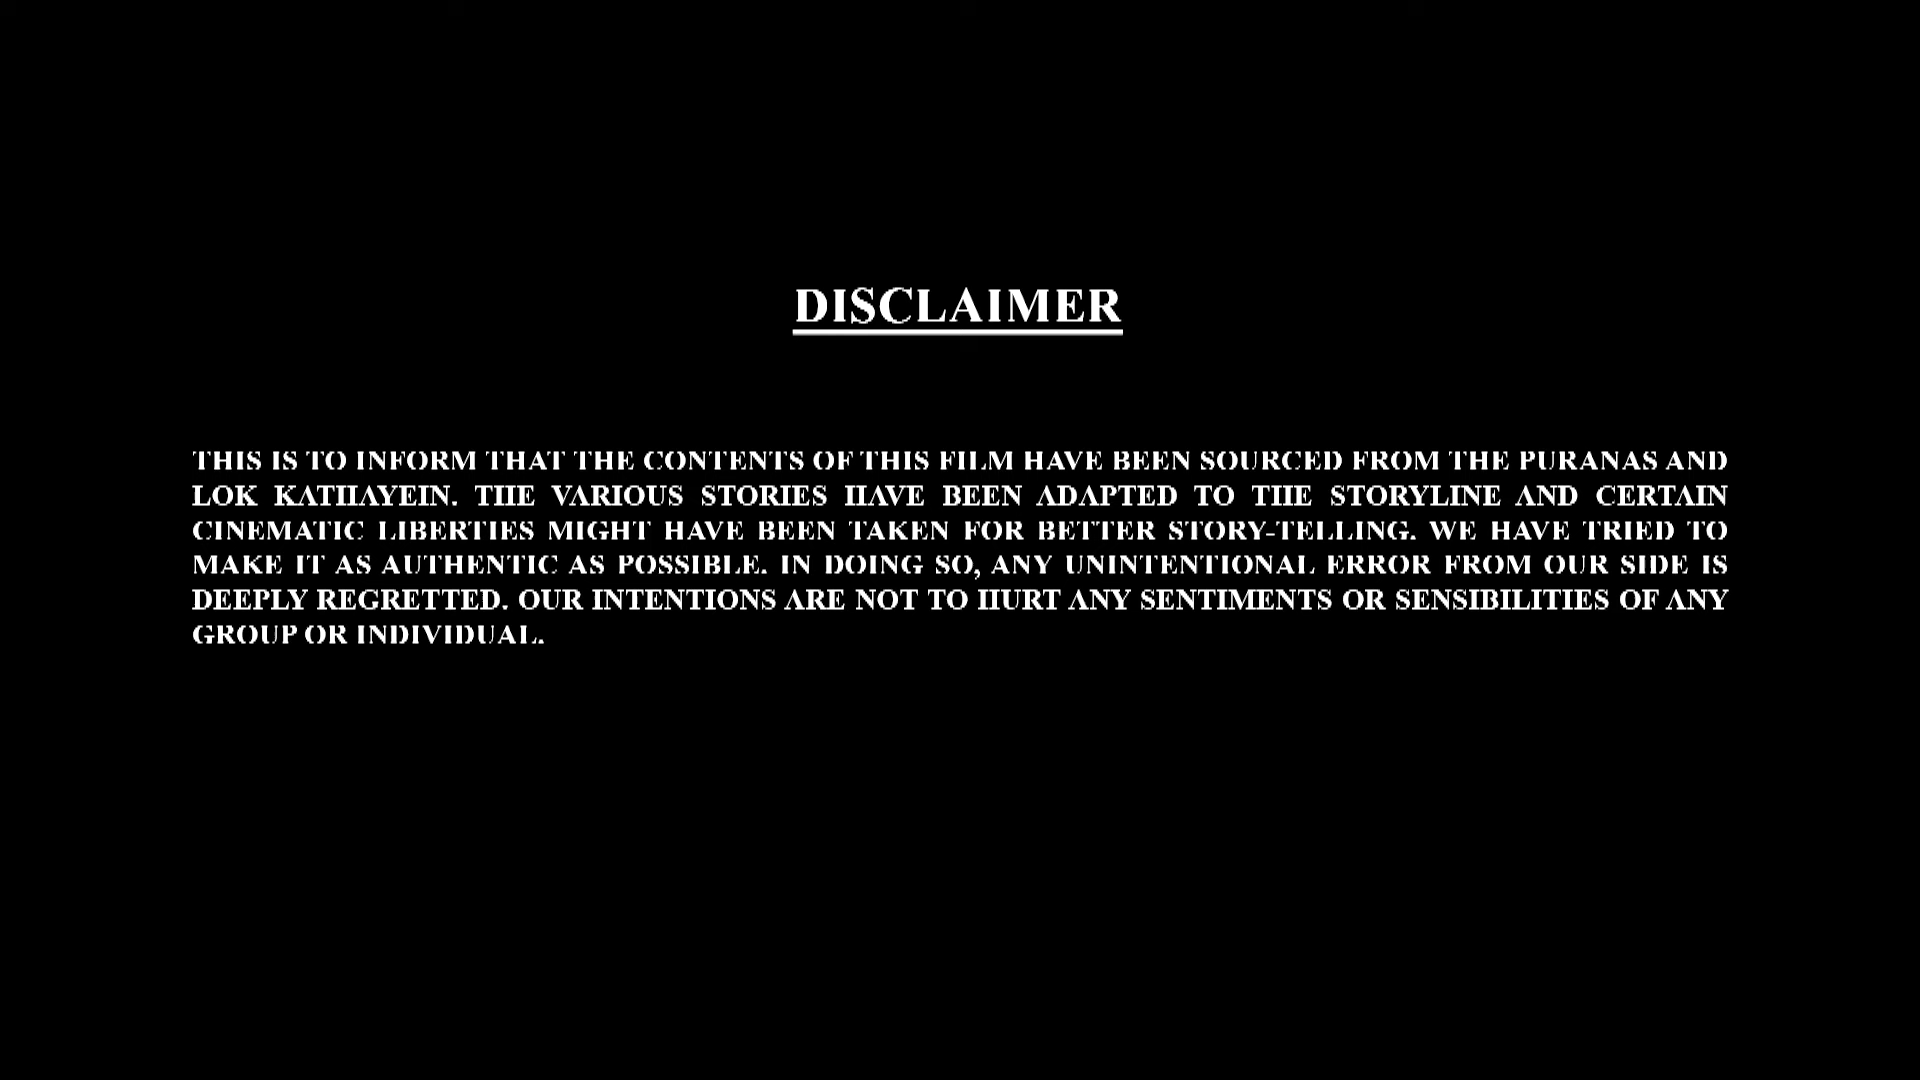 DISCLAIMER
THIS IS TO INFORM THAT THE CONTENTS OF THIS FILM HAVE BEEN SOURCED FROM THE PURANAS AND
LOK KATHAYEIN. THE VARIOUS STORIES HAVE BEEN ADAPTED TO THE STORYLINE AND CERTAIN
CINEMATIC LIBERTIES MIGHT HAVE BEEN TAKEN FOR BETTER STORY-TELLING. WE HAVE TRIED TO
MAKE IT AS AUTHENTIC AS POSSIBLE. IN DOING SO, ANY UNINTENTIONAL ERROR FROM OUR SIDE IS
DEEPLY REGRETTED. OUR INTENTIONS ARE NOT TO HURT ANY SENTIMENTS OR SENSIBILITIES OF ANY
GROUP OR INDIVIDUAL.